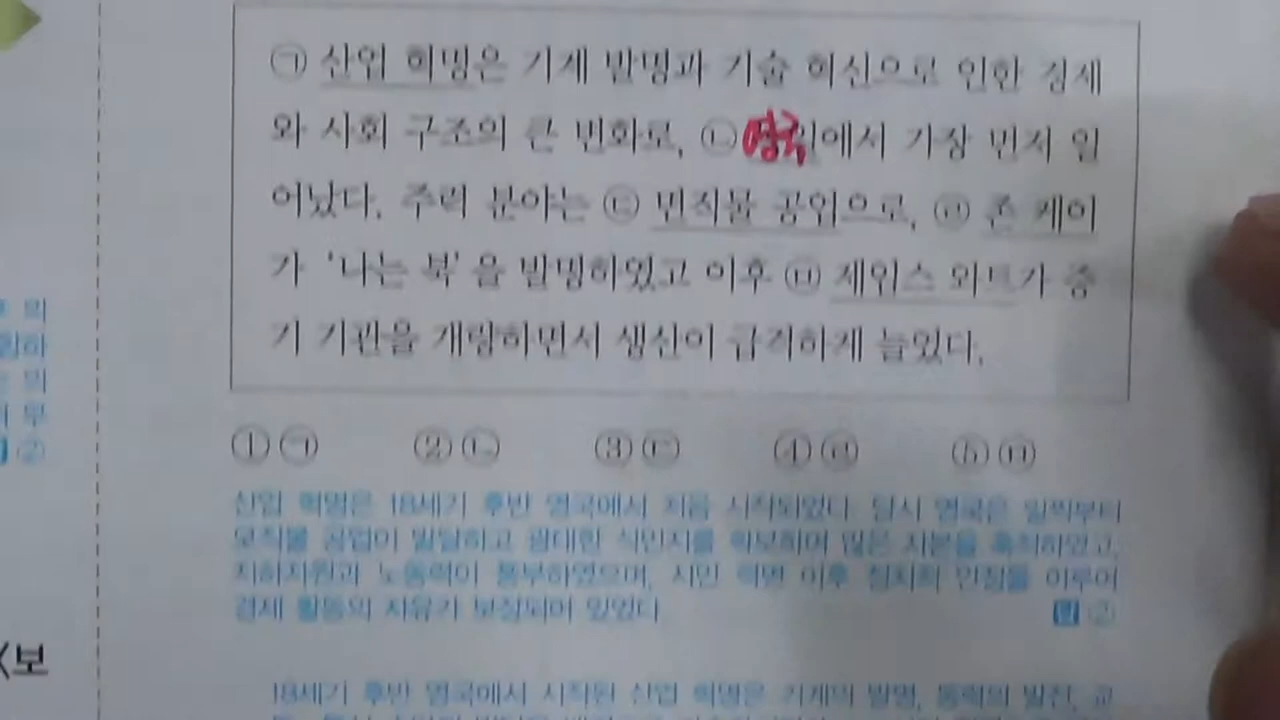 ㉠ 산업 혁명은 기계 발명과 기술 혁신으로 인한 경제
와 사회 구조의 큰 변화로, ㉡ 영국에서 가장 먼저 일
어났다. 주력 분야는 ㉢ 면직물 공업으로, ㉣ 존 케이
가 '나는 북'을 발명하였고 이후 ㉤ 제임스 와트가 증
기 기관을 개량하면서 생산이 급격하게 늘었다.
① ㉠ ② ㉡ ③ ㉢ ④ ㉣ ⑤ ㉤
산업 혁명은 18세기 후반 영국에서 처음 시작되었다. 당시 영국은 일찍부터
모직물 공업이 발달하고 광대한 식민지를 확보하여 많은 자본을 축적하였고,
지하자원과 노동력이 풍부하였으며, 시민 혁명 이후 정치적 안정을 이루어
경제 활동의 자유가 보장되어 있었다. 답 ②
<보
18세기 후반 영국에서 시작된 산업 혁명은 기계의 발명, 동력의 발전, 교